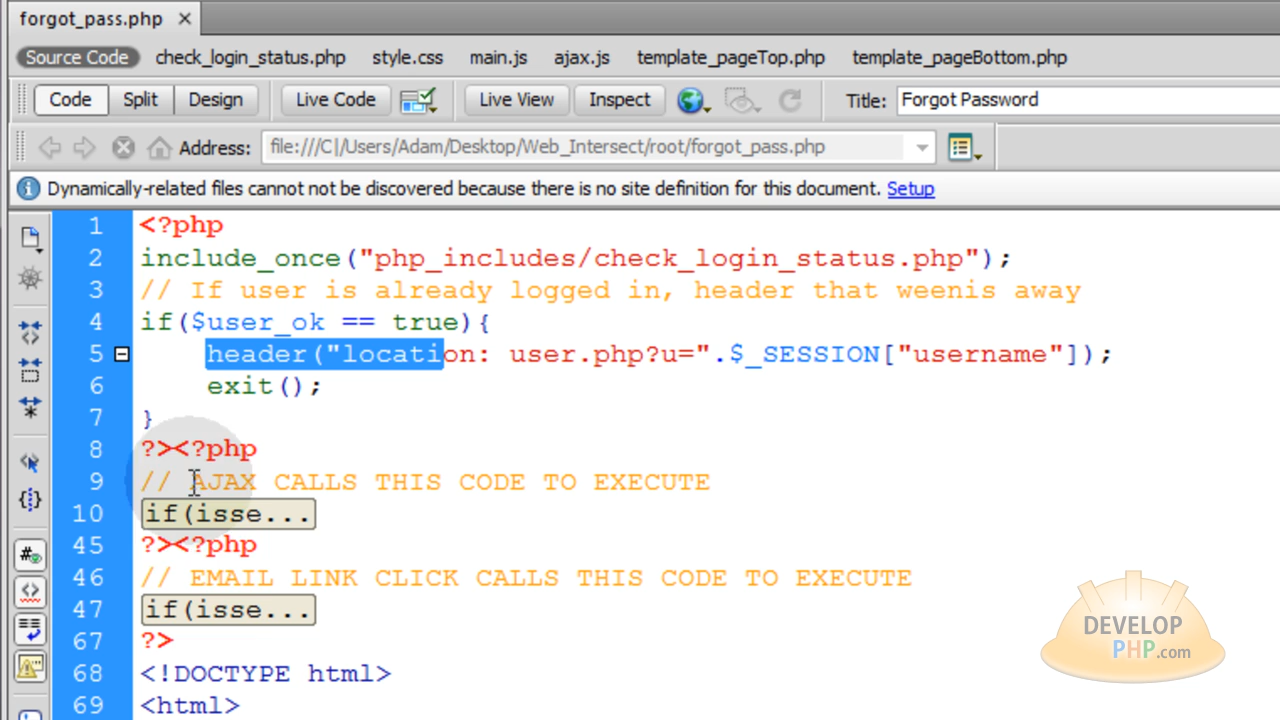 forgot_pass.php
Source Code check_login_status.php style.css main.js ajax.js template_pageTop.php template_pageBottom.php
Code Split Design Live Code Live View Inspect Title: Forgot Password
Address: file:///C|/Users/Adam/Desktop/Web_Intersect/root/forgot_pass.php
Dynamically-related files cannot not be discovered because there is no site definition for this document. Setup
1 <?php
2 include_once("php_includes/check_login_status.php");
3 // If user is already logged in, header that weenis away
4 if($user_ok == true){
5 header("location: user.php?u=".$_SESSION["username"]);
6 exit();
7 }
8 ?><?php
9 // AJAX CALLS THIS CODE TO EXECUTE
10 if(isse...
45 ?><?php
46 // EMAIL LINK CLICK CALLS THIS CODE TO EXECUTE
47 if(isse...
67 ?>
68 <!DOCTYPE html>
69 <html>
DEVELOP
PHP.com